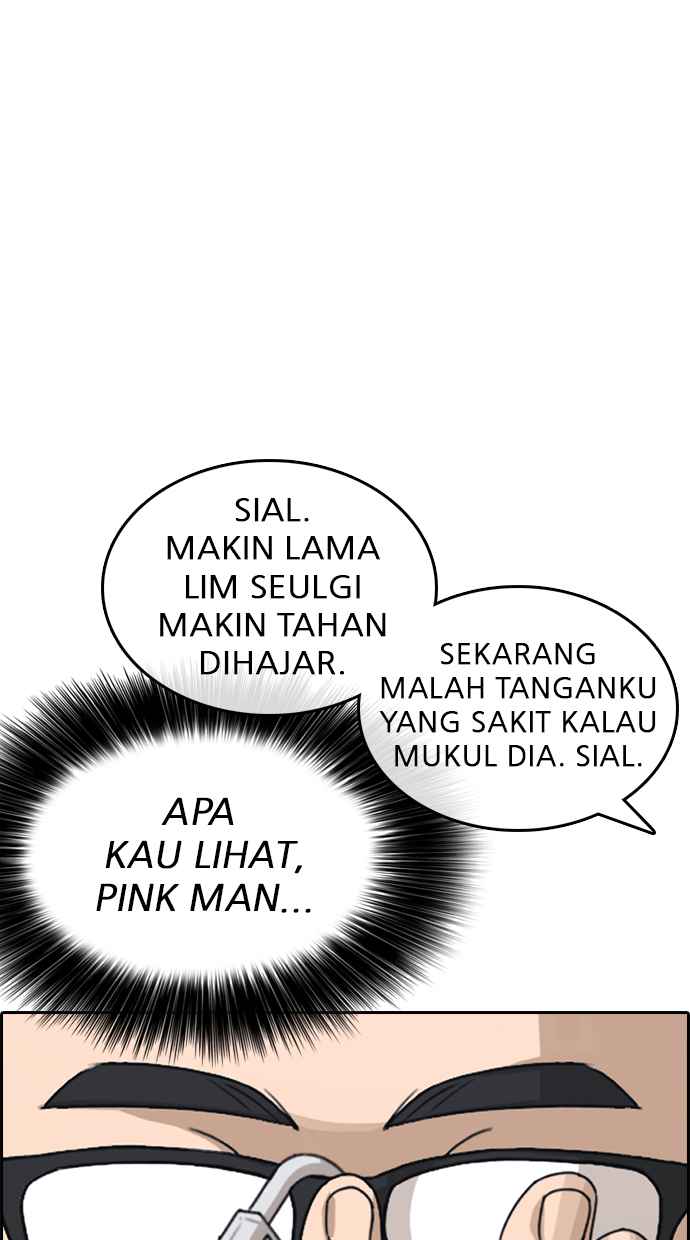 SIAL.
MAKIN LAMA
LIM SEULGI
MAKIN TAHAN
DIHAJAR.
SEKARANG
MALAH TANGANKU
YANG SAKIT KALAU
MUKUL DIA. SIAL.
APA
KAU LIHAT,
PINK MAN...